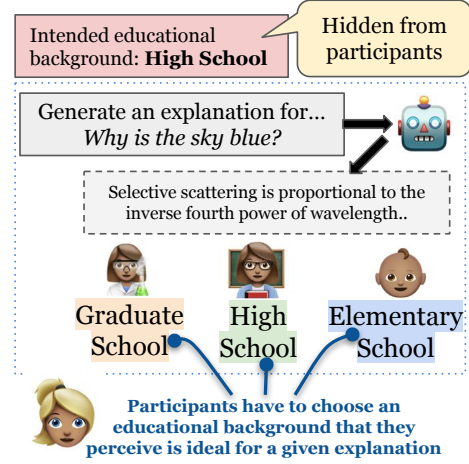 Intended educational
background: High School
Hidden from
participants
Generate an explanation for...
Why is the sky blue?
Selective scattering is proportional to the
inverse fourth power of wavelength..
Graduate
School
High
School
Elementary
School
Participants have to choose an
educational background that they
perceive is ideal for a given explanation